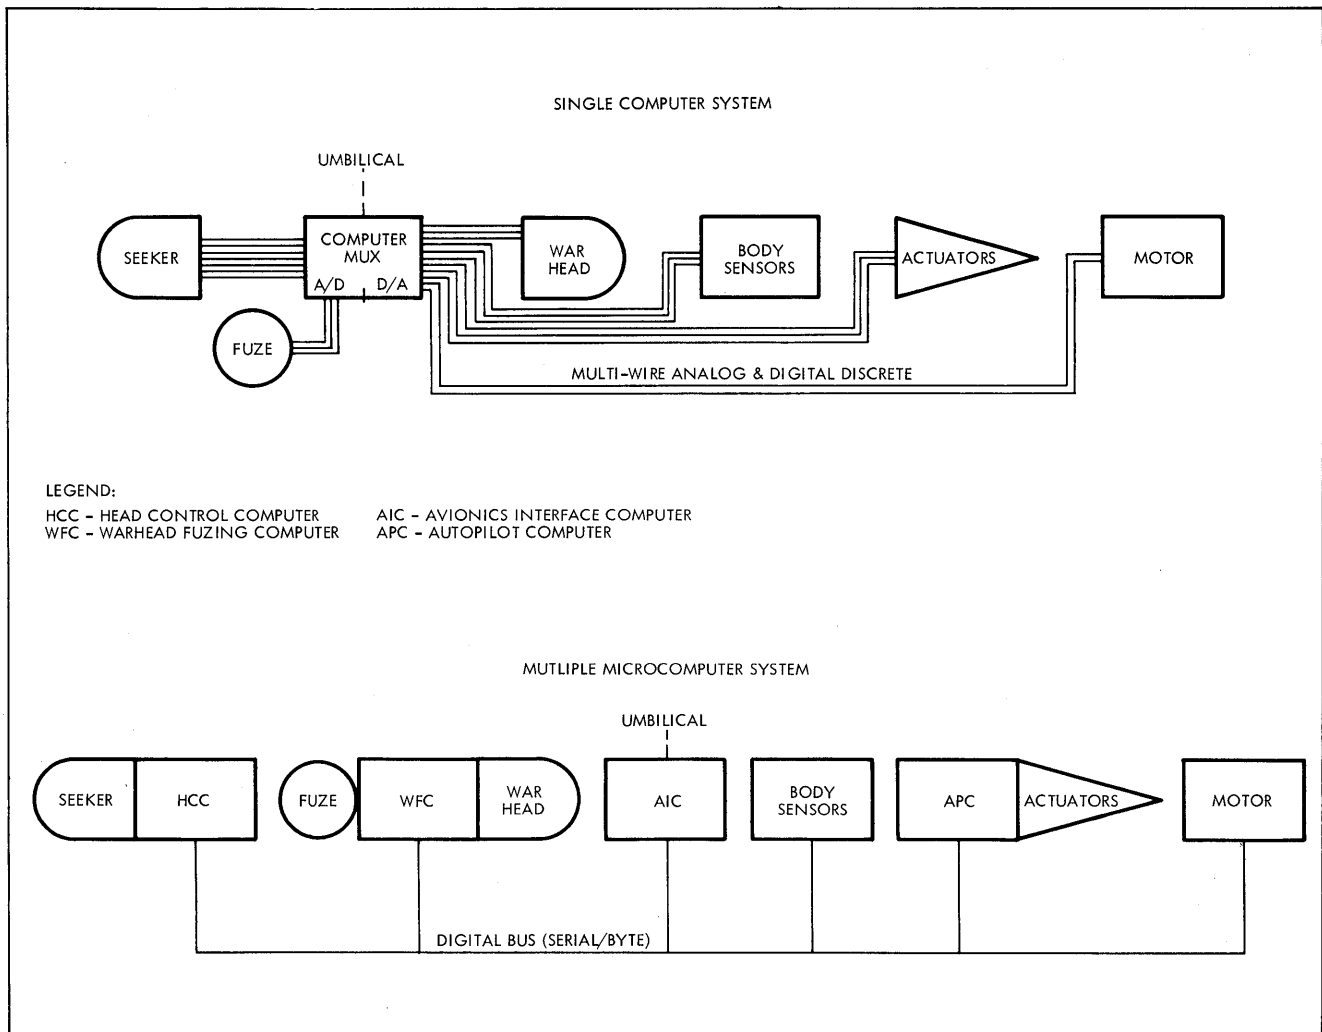 SINGLE COMPUTER SYSTEM
UMBILICAL
SEEKER
COMPUTER
MUX
A/D D/A
WAR
HEAD
BODY
SENSORS
ACTUATORS
MOTOR
FUZE
MULTI-WIRE ANALOG & DIGITAL DISCRETE
LEGEND:
HCC - HEAD CONTROL COMPUTER AIC - AVIONICS INTERFACE COMPUTER
WFC - WARHEAD FUZING COMPUTER APC - AUTOPILOT COMPUTER
MUTLIPLE MICROCOMPUTER SYSTEM
UMBILICAL
SEEKER
HCC
FUZE
WFC
WAR
HEAD
AIC
BODY
SENSORS
APC
ACTUATORS
MOTOR
DIGITAL BUS (SERIAL/BYTE)